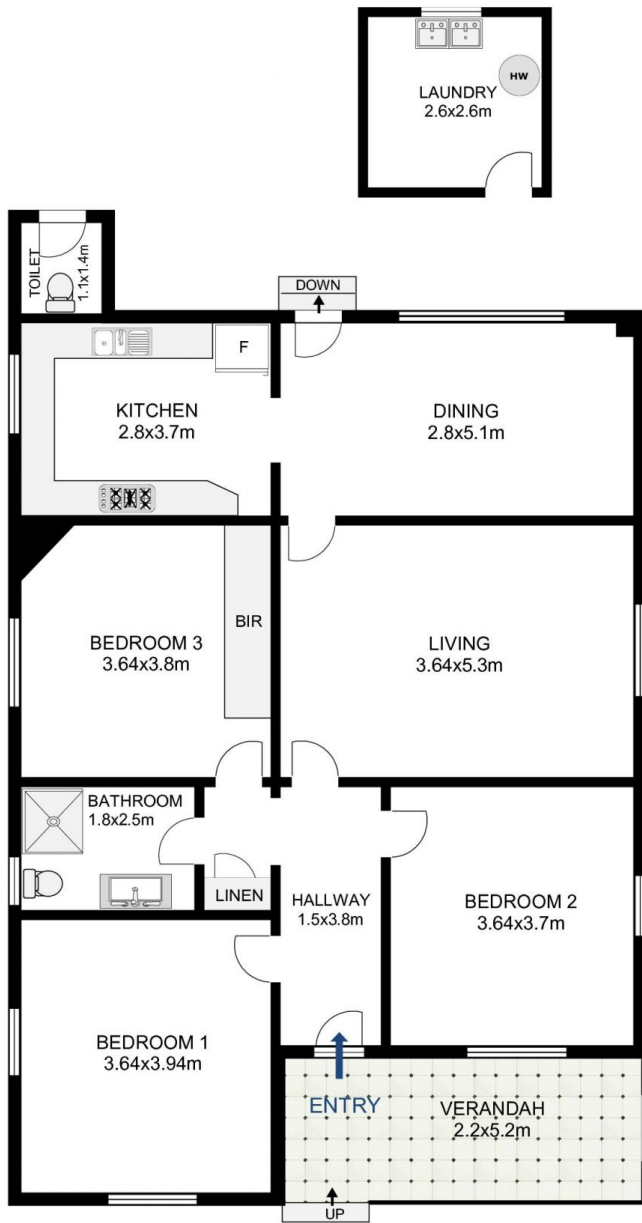 LAUNDRY
2.6x2.6m
HW
TOILET
1.1x1.4m
DOWN
F
KITCHEN
2.8x3.7m
DINING
2.8x5.1m
BEDROOM 3
3.64x3.8m
BIR
LIVING
3.64x5.3m
BATHROOM
1.8x2.5m
LINEN
HALLWAY
1.5x3.8m
BEDROOM 2
3.64x3.7m
BEDROOM 1
3.64x3.94m
ENTRY
VERANDAH
2.2x5.2m
UP